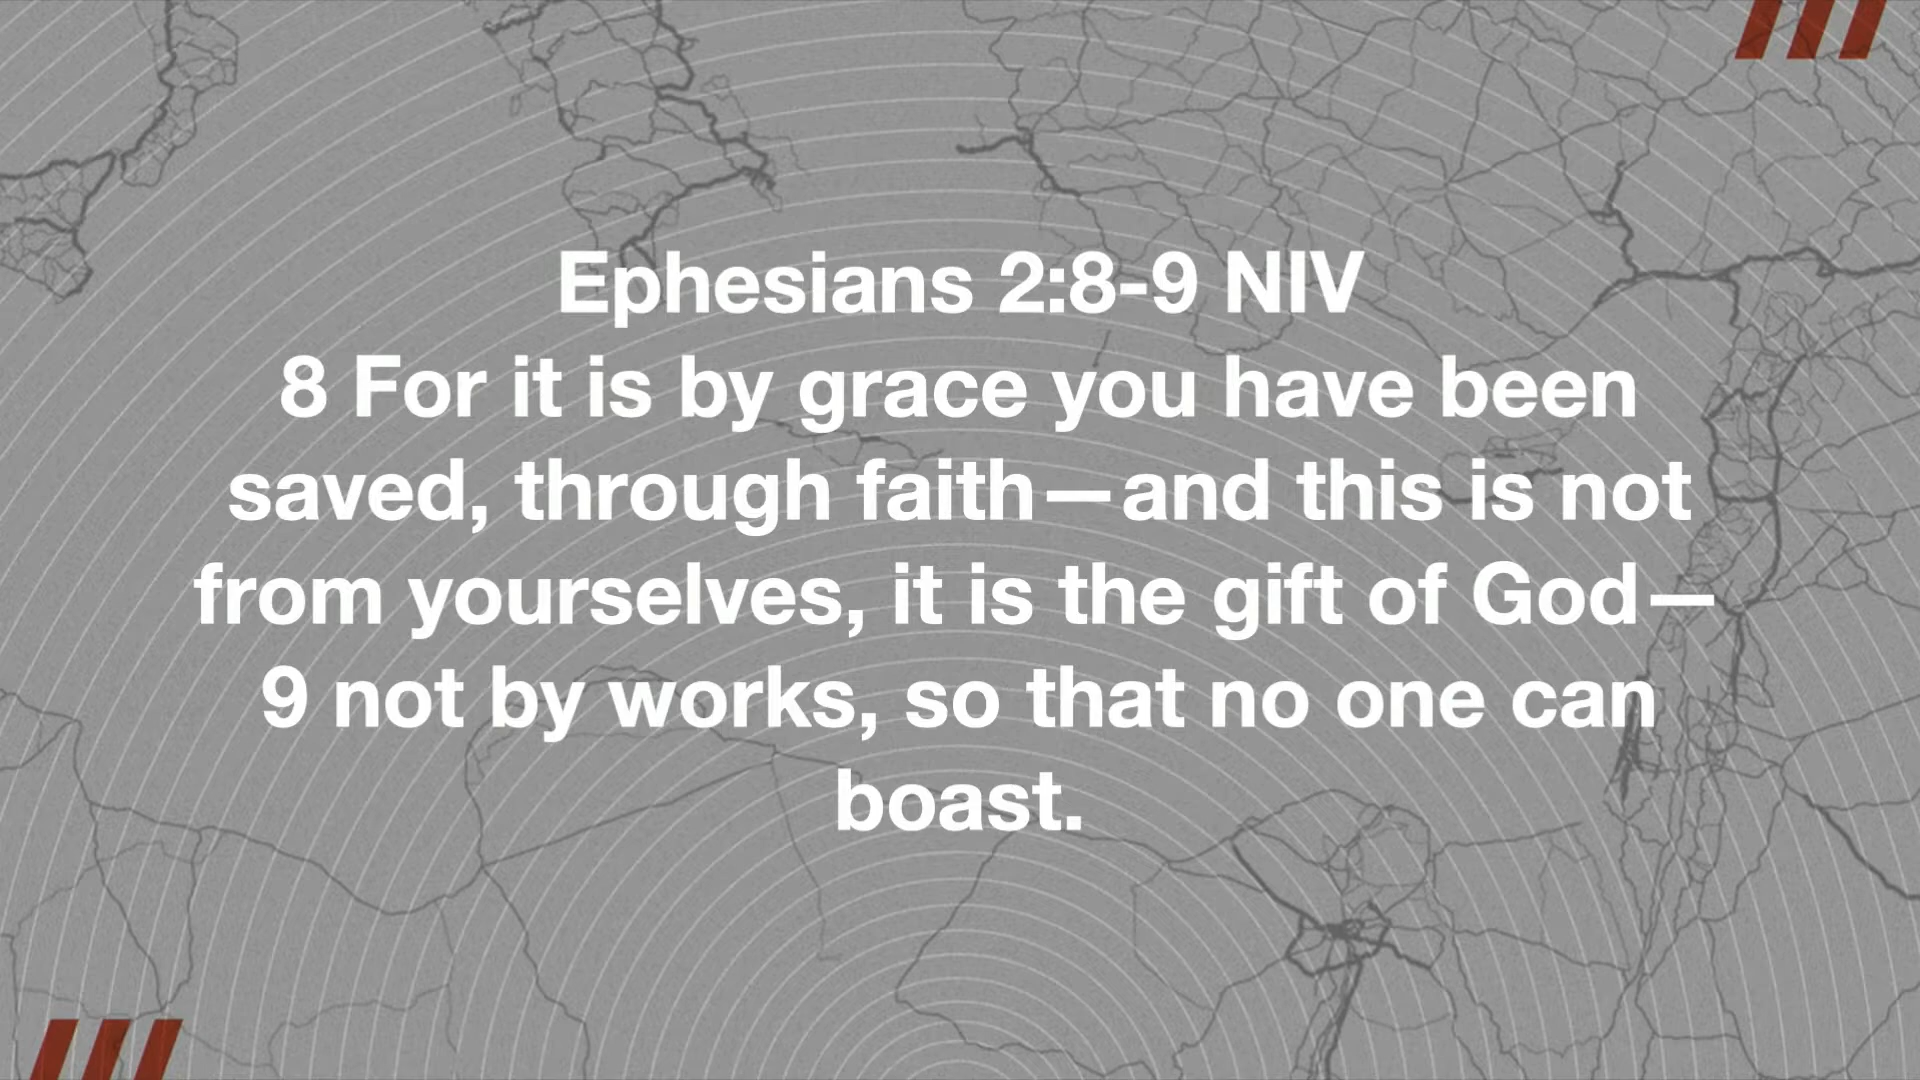 Ephesians 2:8-9 NIV
8 For it is by grace you have been
saved, through faith—and this is not
from yourselves, it is the gift of God—
9 not by works, so that no one can
boast.